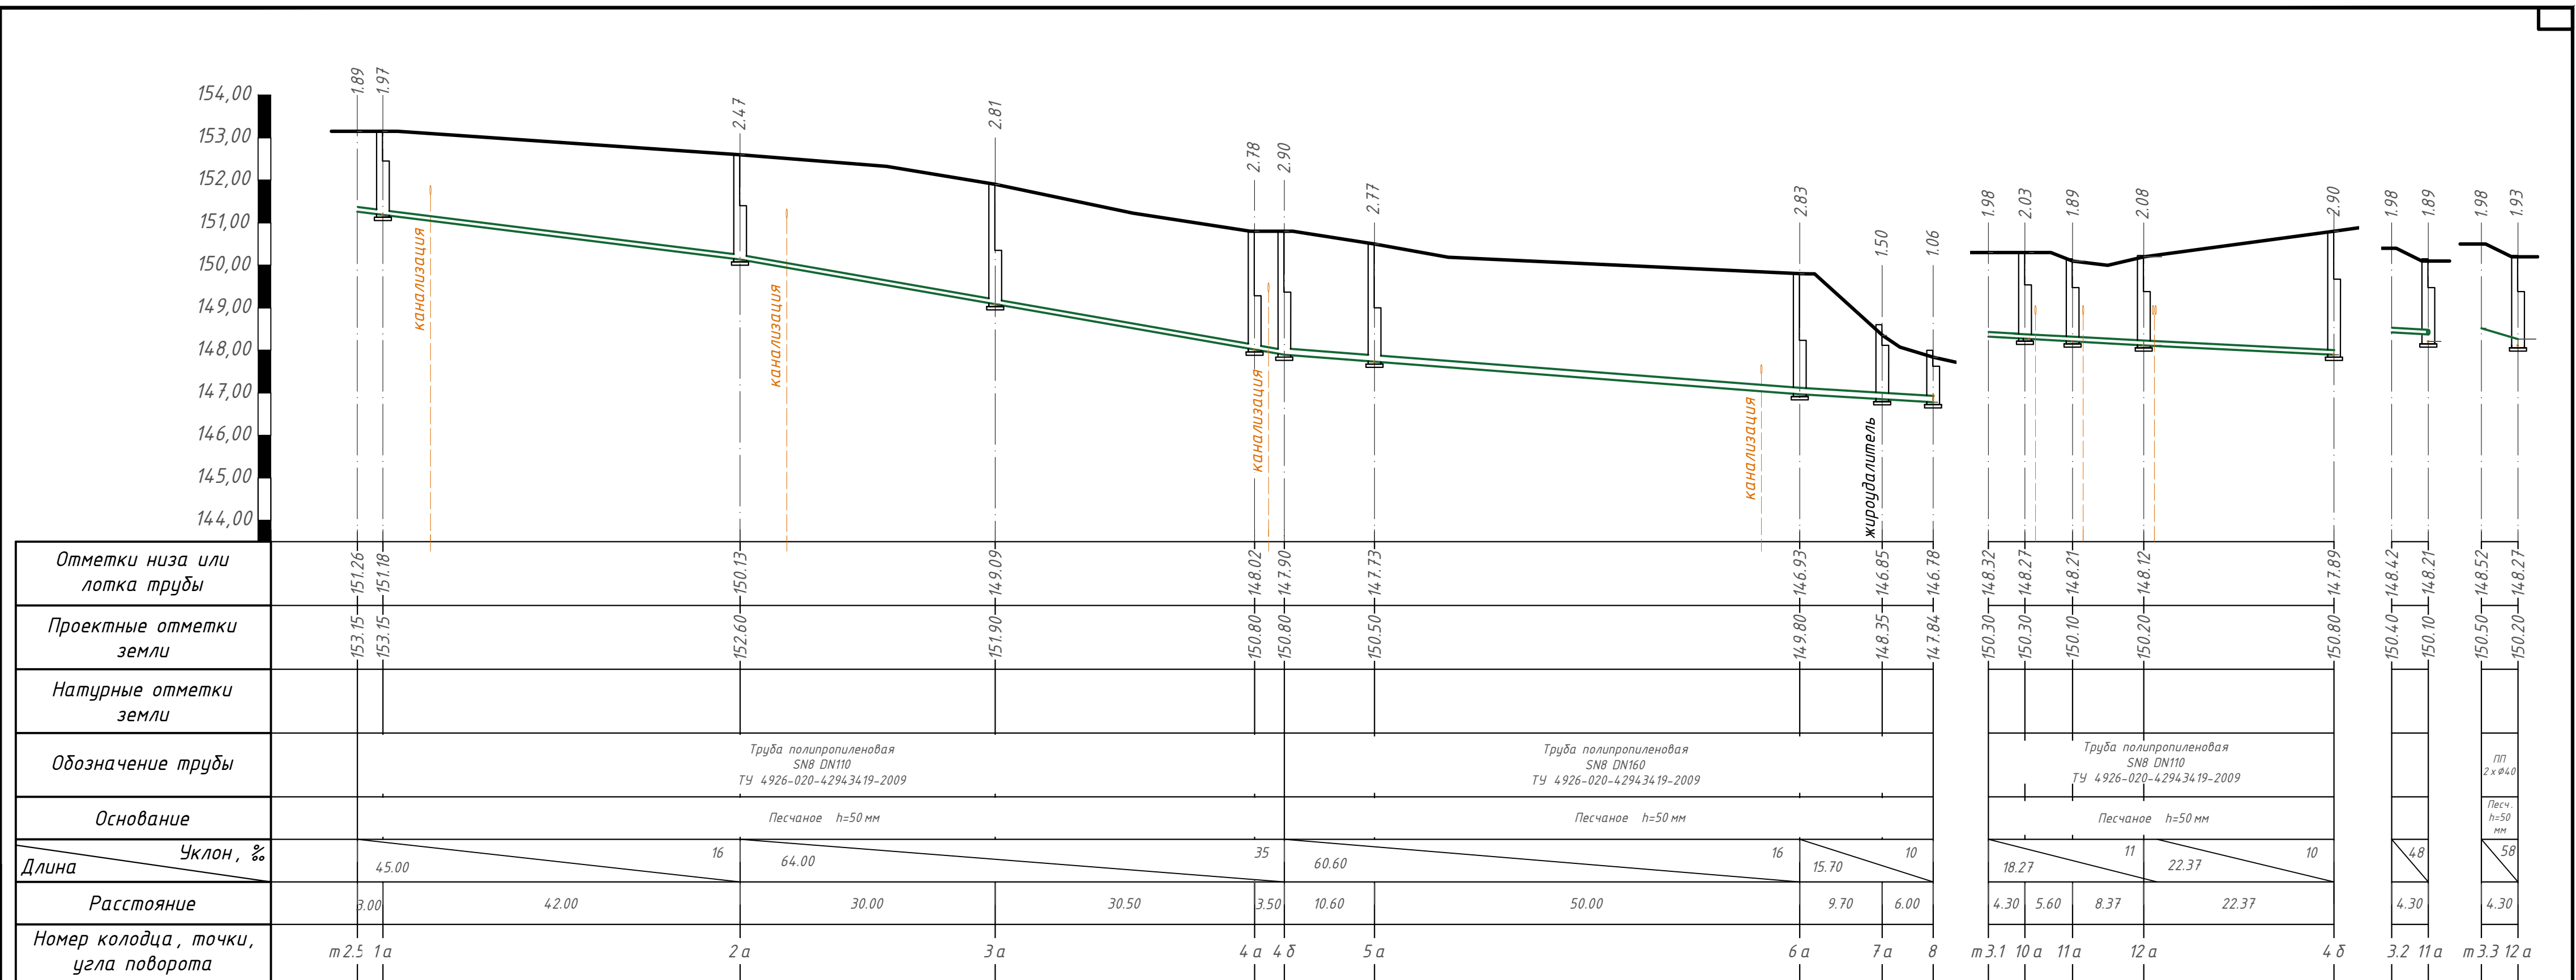 1.89 1.97 2.47 2.81 2.78 2.90 2.77 2.83 1.50 1.06 1.98 2.03 1.89 2.08 2.90 1.98 1.89 1.98 1.93
154,00
153,00
152,00
151,00
150,00
149,00
148,00
147,00
146,00
145,00
144,00
канализация
канализация
канализация
канализация
жироудалитель
Отметки низа или
лотка трубы
151.26 151.18 150.13 149.09 148.02 147.90 147.73 146.93 146.85 146.78 148.32 148.27 148.21 148.12 147.89 148.42 148.21 148.52 148.27
Проектные отметки
земли
153.15 153.15 152.60 151.90 150.80 150.80 150.50 149.80 148.35 147.84 150.30 150.30 150.10 150.20 150.80 150.40 150.10 150.50 150.20
Натурные отметки
земли
Обозначение трубы
Труба полипропиленовая
SN8 DN110
ТУ 4926-020-42943419-2009
Труба полипропиленовая
SN8 DN160
ТУ 4926-020-42943419-2009
Труба полипропиленовая
SN8 DN110
ТУ 4926-020-42943419-2009
ПП
2хФ40
Основание
Песчаное h=50 мм
Песчаное h=50 мм
Песчаное h=50 мм
Песч.
h=50
мм
Уклон, ‰
Длина
16 35 16 10 11 10 48 58
45.00 64.00 60.60 15.70 18.27 22.37
Расстояние
3.00 42.00 30.00 30.50 3.50 10.60 50.00 9.70 6.00 4.30 5.60 8.37 22.37 4.30 4.30
Номер колодца, точки,
угла поворота
т 2.5 1а 2а 3а 4а 4б 5а 6а 7а 8 т 3.1 10а 11а 12а 4б 3.2 11а т 3.3 12а